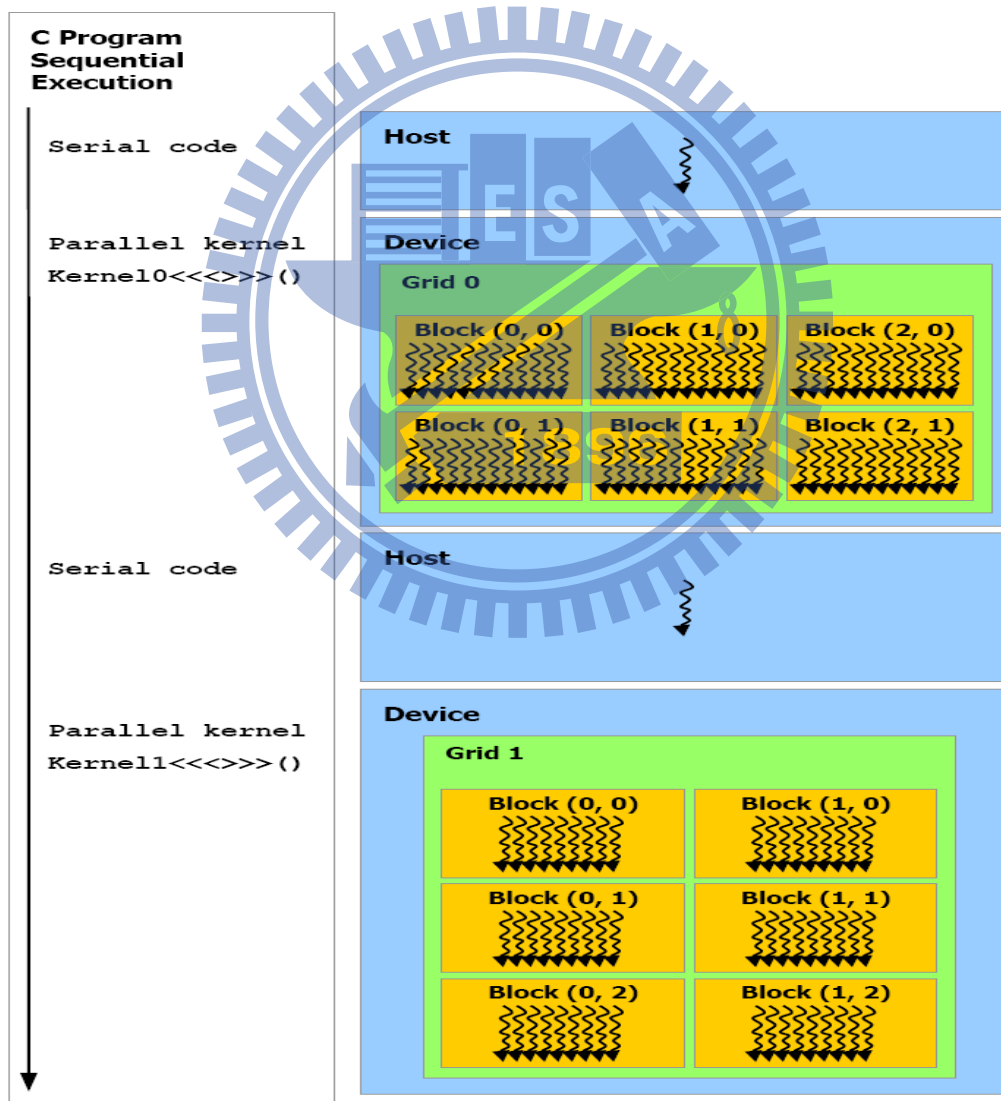 C Program
Sequential
Execution
Serial code
Host
Parallel kernel
Kernel0<<<>>>()
Device
Grid 0
Block (0, 0)
Block (1, 0)
Block (2, 0)
Block (0, 1)
Block (1, 1)
Block (2, 1)
Serial code
Host
Parallel kernel
Kernel1<<<>>>()
Device
Grid 1
Block (0, 0)
Block (1, 0)
Block (0, 1)
Block (1, 1)
Block (0, 2)
Block (1, 2)
E S A
8
1896